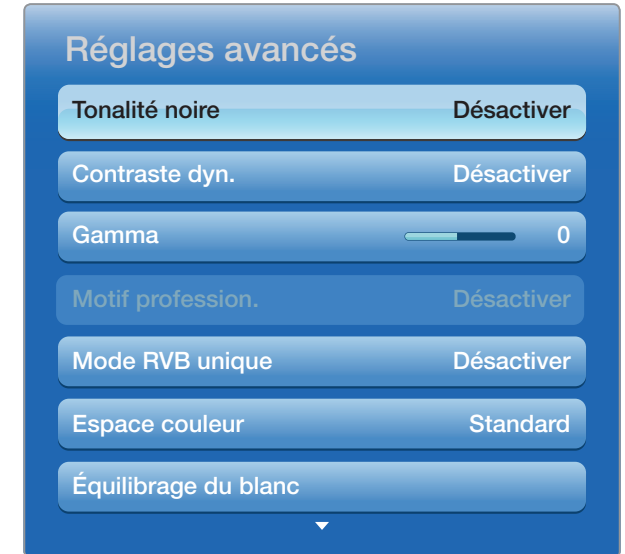 Réglages avancés
Tonalité noire Désactiver
Contraste dyn. Désactiver
Gamma 0
Motif profession. Désactiver
Mode RVB unique Désactiver
Espace couleur Standard
Équilibrage du blanc